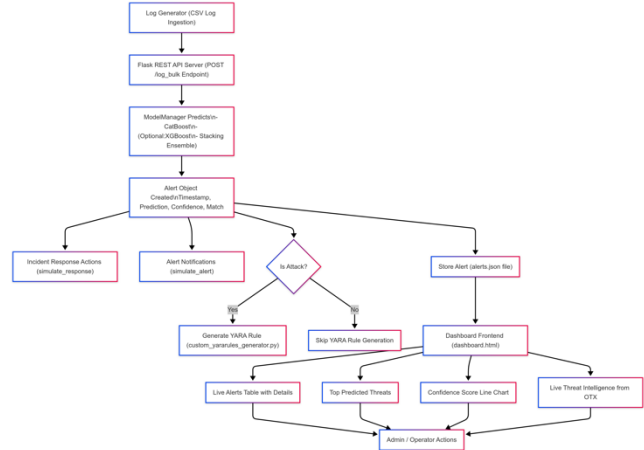 Log Generator (CSV Log
Ingestion)
Flask REST API Server (POST
/log_bulk Endpoint)
ModelManager Predicts\n-
CatBoost\n-
(Optional:XGBoost\n- Stacking
Ensemble)
Alert Object
Created\nTimestamp,
Prediction, Confidence, Match
Incident Response Actions
(simulate_response)
Alert Notifications
(simulate_alert)
Is Attack?
Store Alert (alerts.json file)
Yes
No
Generate YARA Rule
(custom_yararules_generator.py)
Skip YARA Rule Generation
Dashboard Frontend
(dashboard.html)
Live Alerts Table with Details
Top Predicted Threats
Confidence Score Line Chart
Live Threat Intelligence from
OTX
Admin / Operator Actions